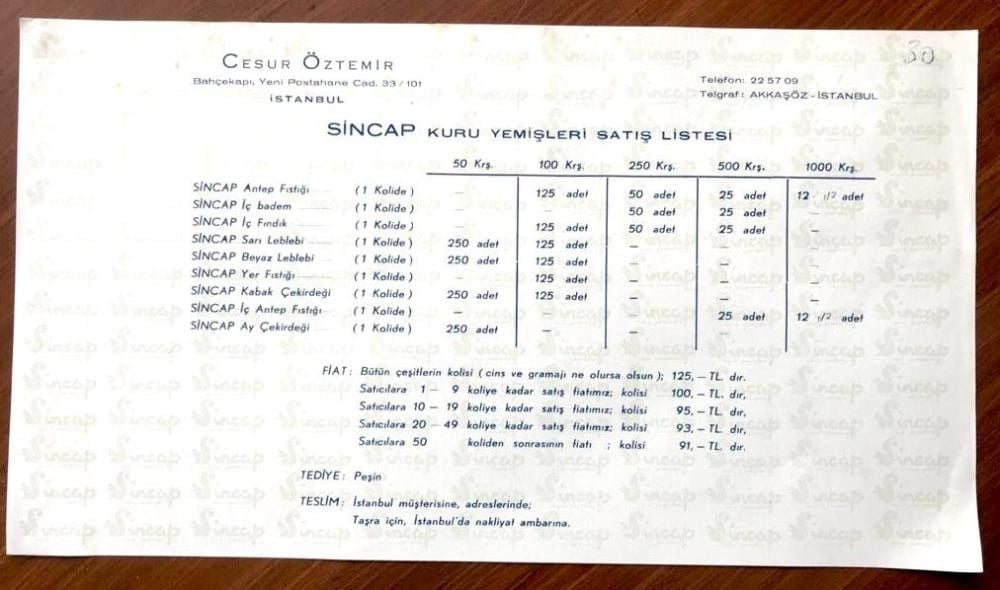 30
CESUR ÖZTEMİR
Bahçekapı, Yeni Postahane Cad. 33/101
İSTANBUL
Telefon: 22 57 09
Telgraf: AKKAŞÖZ - İSTANBUL
SİNCAP KURU YEMİŞLERİ SATIŞ LİSTESİ
50 Krş. 100 Krş. 250 Krş. 500 Krş. 1000 Krş.
SİNCAP Antep Fıstığı (1 Kolide) — 125 adet 50 adet 25 adet 12 1/2 adet
SİNCAP İç badem (1 Kolide) — — 50 adet 25 adet —
SİNCAP İç Fındık (1 Kolide) — 125 adet 50 adet 25 adet —
SİNCAP Sarı Leblebi (1 Kolide) 250 adet 125 adet — — —
SİNCAP Beyaz Leblebi (1 Kolide) 250 adet 125 adet — — —
SİNCAP Yer Fıstığı (1 Kolide) — 125 adet — — —
SİNCAP Kabak Çekirdeği (1 Kolide) 250 adet 125 adet — — —
SİNCAP İç Antep Fıstığı (1 Kolide) — — — 25 adet 12 1/2 adet
SİNCAP Ay Çekirdeği (1 Kolide) 250 adet — — — —
FİAT: Bütün çeşitlerin kolisi (cins ve gramajı ne olursa olsun); 125,— TL. dır.
Satıcılara 1 — 9 koliye kadar satış fiatımız; kolisi 100,— TL. dır,
Satıcılara 10 — 19 koliye kadar satış fiatımız; kolisi 95,— TL. dır,
Satıcılara 20 — 49 koliye kadar satış fiatımız; kolisi 93,— TL. dır,
Satıcılara 50 koliden sonrasının fiatı ; kolisi 91,— TL. dır.
TEDİYE: Peşin
TESLİM: İstanbul müşterisine, adreslerinde;
Taşra için, İstanbul'da nakliyat ambarına.